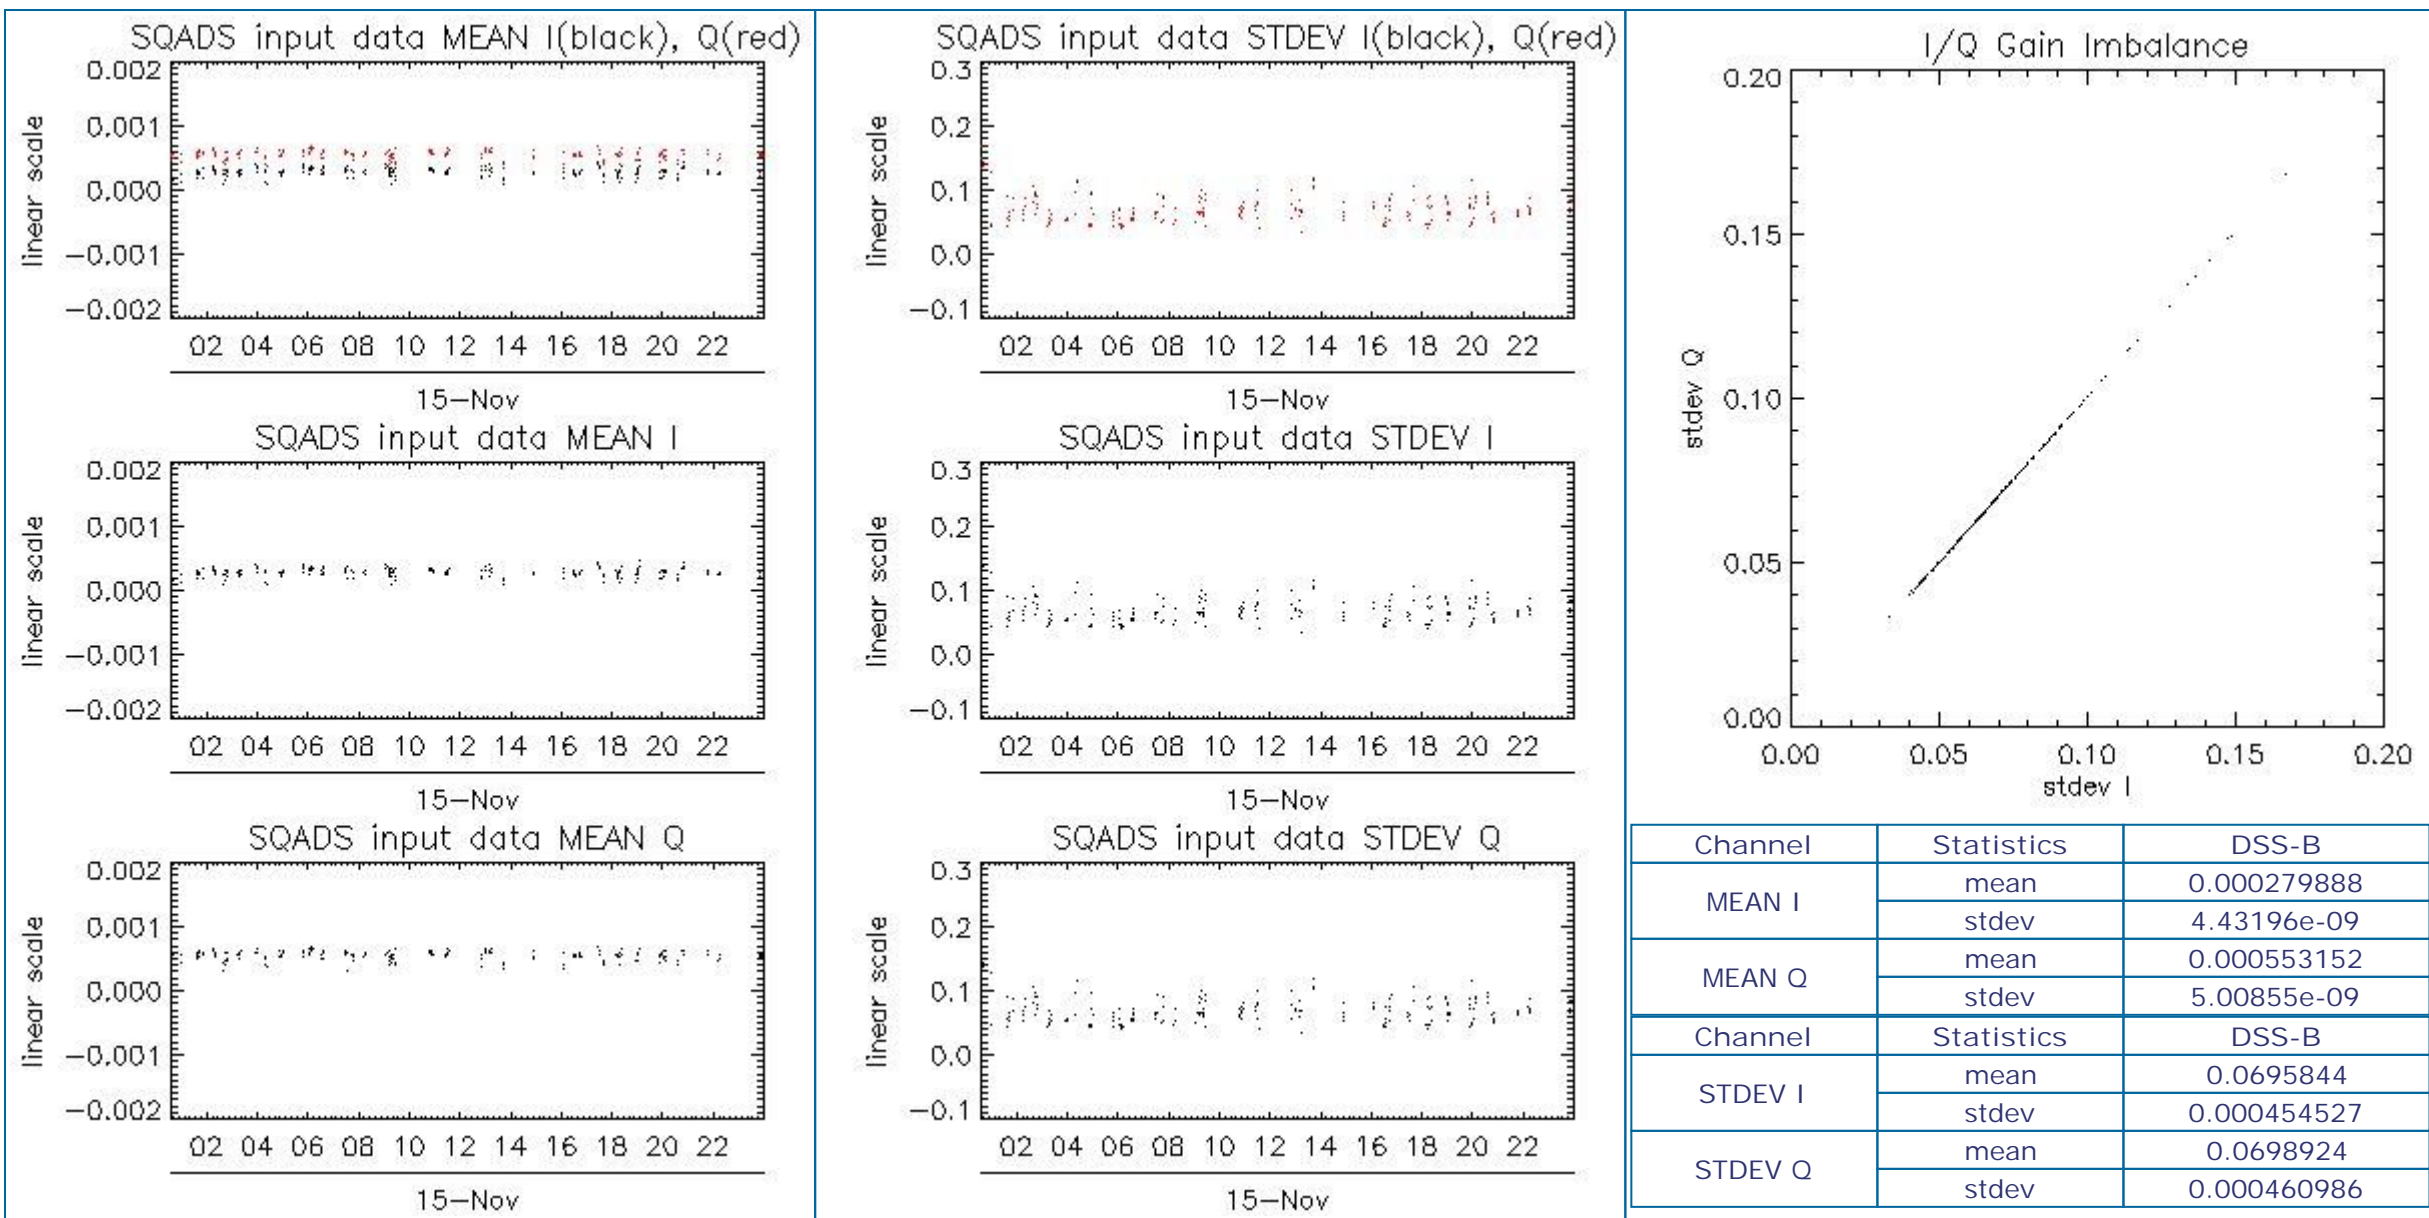 SQADS input data MEAN I(black), Q(red)
0.002
0.001
0.000
-0.001
-0.002
linear scale
02 04 06 08 10 12 14 16 18 20 22
15-Nov
SQADS input data MEAN I
0.002
0.001
0.000
-0.001
-0.002
linear scale
02 04 06 08 10 12 14 16 18 20 22
15-Nov
SQADS input data MEAN Q
0.002
0.001
0.000
-0.001
-0.002
linear scale
02 04 06 08 10 12 14 16 18 20 22
15-Nov
SQADS input data STDEV I(black), Q(red)
0.3
0.2
0.1
0.0
-0.1
linear scale
02 04 06 08 10 12 14 16 18 20 22
15-Nov
SQADS input data STDEV I
0.3
0.2
0.1
0.0
-0.1
linear scale
02 04 06 08 10 12 14 16 18 20 22
15-Nov
SQADS input data STDEV Q
0.3
0.2
0.1
0.0
-0.1
linear scale
02 04 06 08 10 12 14 16 18 20 22
15-Nov
I/Q Gain Imbalance
0.20
0.15
0.10
0.05
0.00
stdev Q
0.00 0.05 0.10 0.15 0.20
stdev I
Channel Statistics DSS-B
MEAN I mean 0.000279888
stdev 4.43196e-09
MEAN Q mean 0.000553152
stdev 5.00855e-09
Channel Statistics DSS-B
STDEV I mean 0.0695844
stdev 0.000454527
STDEV Q mean 0.0698924
stdev 0.000460986